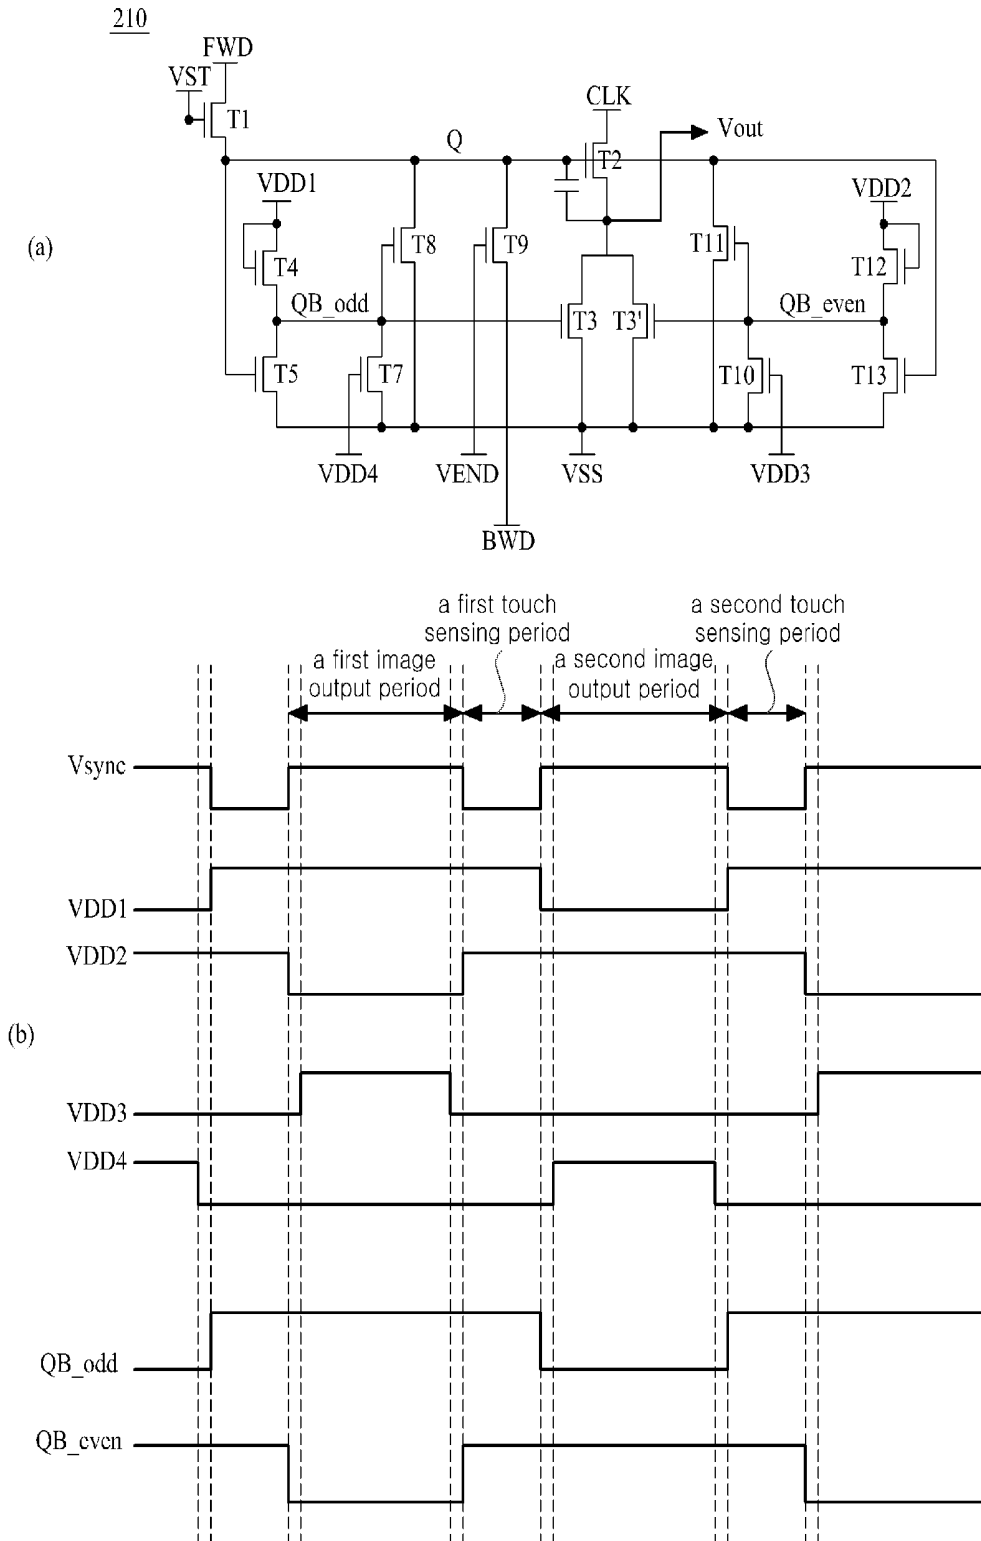 210
FWD
VST
T1
CLK
Q
Vout
T2
VDD1
VDD2
(a)
T8
T9
T11
T4
T12
QB_odd
QB_even
T3
T3'
T5
T7
T10
T13
VDD4
VEND
VSS
VDD3
BWD
a first touch
sensing period
a second touch
sensing period
a first image
output period
a second image
output period
Vsync
VDD1
VDD2
(b)
VDD3
VDD4
QB_odd
QB_even